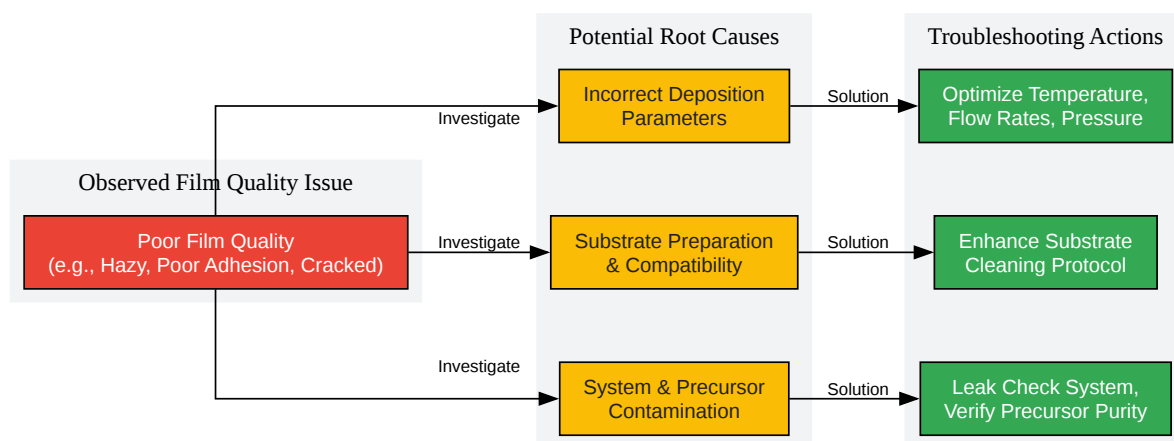 Potential Root Causes
Troubleshooting Actions
Incorrect Deposition
Parameters
Investigate
Solution
Optimize Temperature,
Flow Rates, Pressure
Observed Film Quality Issue
Poor Film Quality
(e.g., Hazy, Poor Adhesion, Cracked)
Investigate
Substrate Preparation
& Compatibility
Solution
Enhance Substrate
Cleaning Protocol
Investigate
System & Precursor
Contamination
Solution
Leak Check System,
Verify Precursor Purity